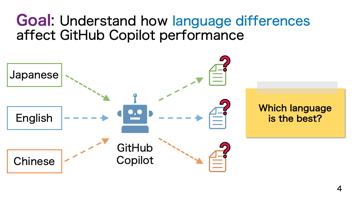 Goal: Understand how language differences
affect GitHub Copilot performance
Japanese
English
Chinese
GitHub
Copilot
?
?
?
Which language
is the best?
4